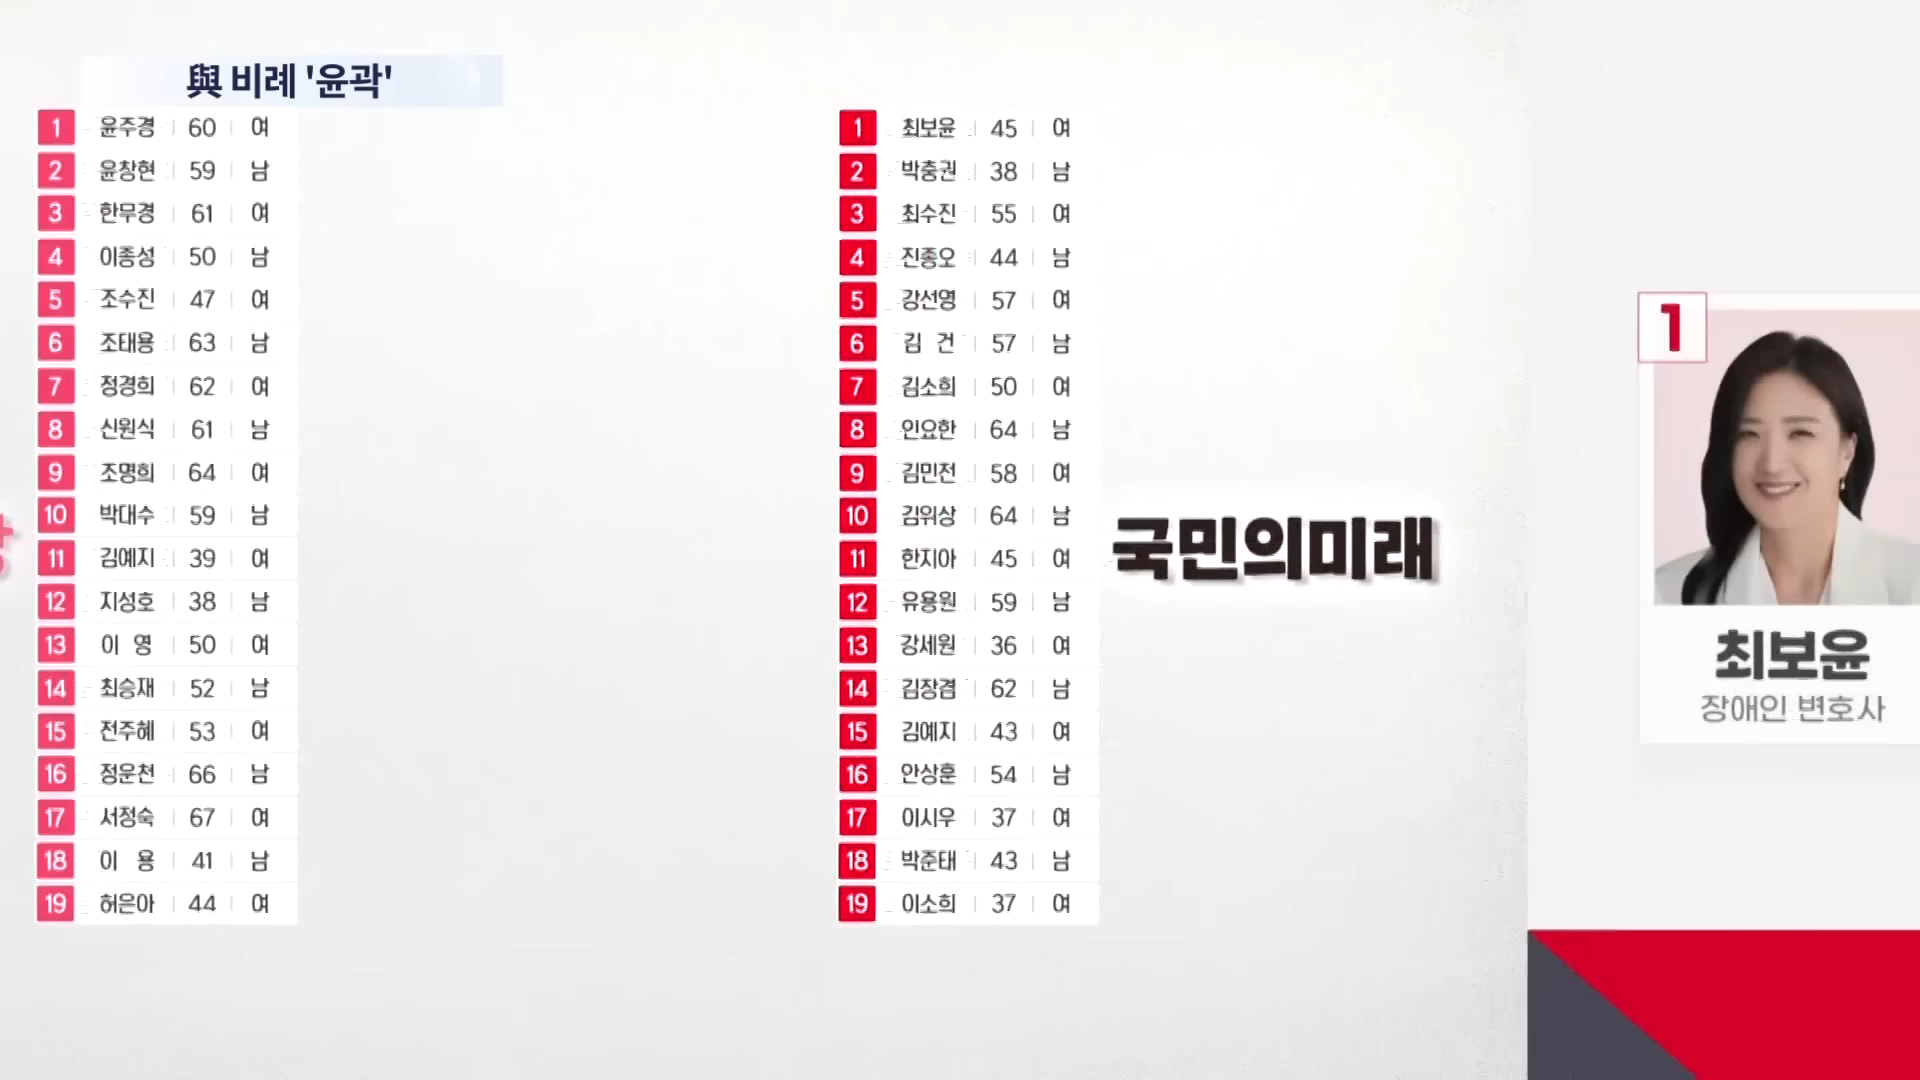 與 비례 '윤곽'
1 윤주경 60 여
2 윤창현 59 남
3 한무경 61 여
4 이종성 50 남
5 조수진 47 여
6 조태용 63 남
7 정경희 62 여
8 신원식 61 남
9 조명희 64 여
10 박대수 59 남
11 김예지 39 여
12 지성호 38 남
13 이 영 50 여
14 최승재 52 남
15 전주혜 53 여
16 정운천 66 남
17 서정숙 67 여
18 이 용 41 남
19 허은아 44 여
1 최보윤 45 여
2 박충권 38 남
3 최수진 55 여
4 진종오 44 남
5 강선영 57 여
6 김 건 57 남
7 김소희 50 여
8 인요한 64 남
9 김민전 58 여
10 김위상 64 남
11 한지아 45 여
12 유용원 59 남
13 강세원 36 여
14 김장겸 62 남
15 김예지 43 여
16 안상훈 54 남
17 이시우 37 여
18 박준태 43 남
19 이소희 37 여
국민의미래
1
최보윤
장애인 변호사